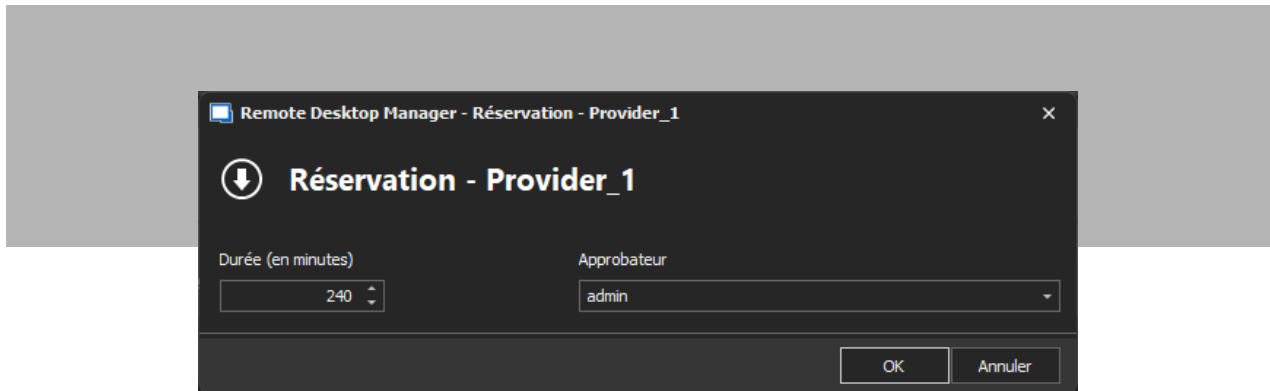 Remote Desktop Manager - Réservation - Provider_1
Réservation - Provider_1
Durée (en minutes)
Approbateur
240
admin
OK
Annuler